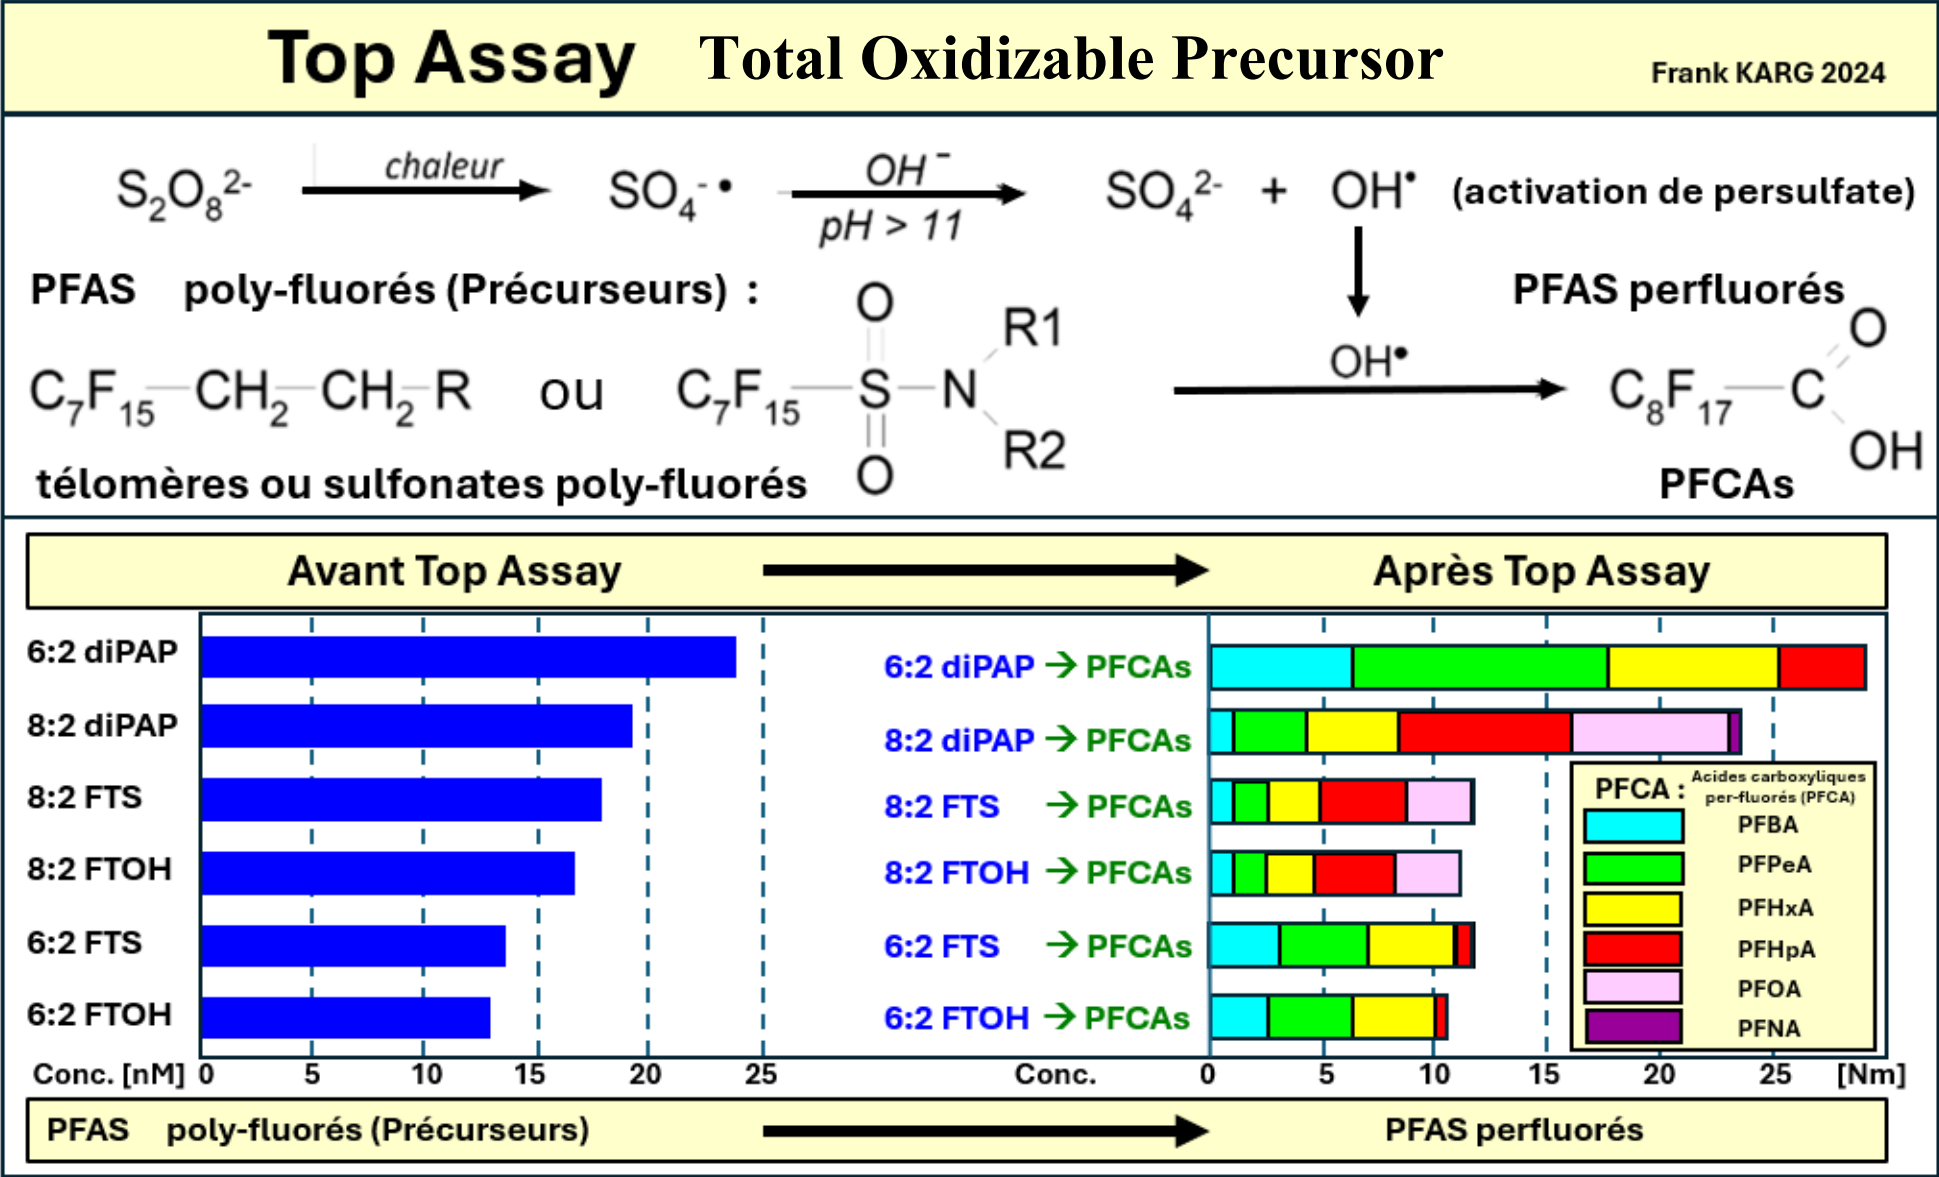 Top Assay Total Oxidizable Precursor Frank KARG 2024
S₂O₈²⁻ chaleur SO₄⁻• OH⁻ pH > 11 SO₄²⁻ + OH• (activation de persulfate)
PFAS poly-fluorés (Précurseurs) : PFAS perfluorés
C₇F₁₅ CH₂ CH₂ R ou C₇F₁₅ S O O N R1 R2 OH• C₈F₁₇ C O OH
télomères ou sulfonates poly-fluorés PFCAs
Avant Top Assay Après Top Assay
6:2 diPAP 6:2 diPAP → PFCAs
8:2 diPAP 8:2 diPAP → PFCAs
8:2 FTS 8:2 FTS → PFCAs
8:2 FTOH 8:2 FTOH → PFCAs
6:2 FTS 6:2 FTS → PFCAs
6:2 FTOH 6:2 FTOH → PFCAs
PFCA : Acides carboxyliques
per-fluorés (PFCA)
PFBA
PFPeA
PFHxA
PFHpA
PFOA
PFNA
Conc. [nM] 0 5 10 15 20 25 Conc. 0 5 10 15 20 25 [Nm]
PFAS poly-fluorés (Précurseurs) PFAS perfluorés